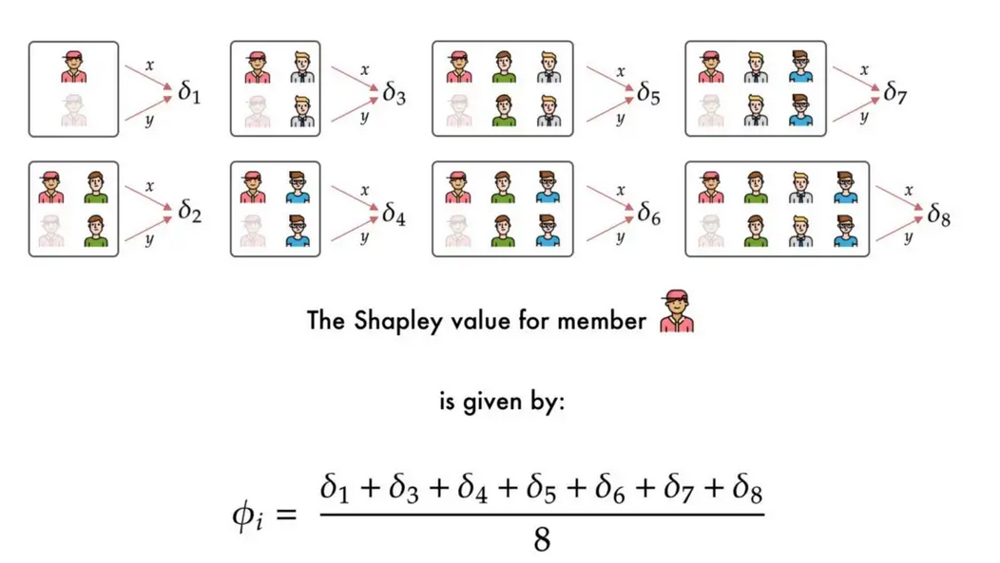 x
y
δ₁
x
y
δ₃
x
y
δ₅
x
y
δ₇
x
y
δ₂
x
y
δ₄
x
y
δ₆
x
y
δ₈
The Shapley value for member
is given by:
ϕᵢ = (δ₁ + δ₃ + δ₄ + δ₅ + δ₆ + δ₇ + δ₈) / 8